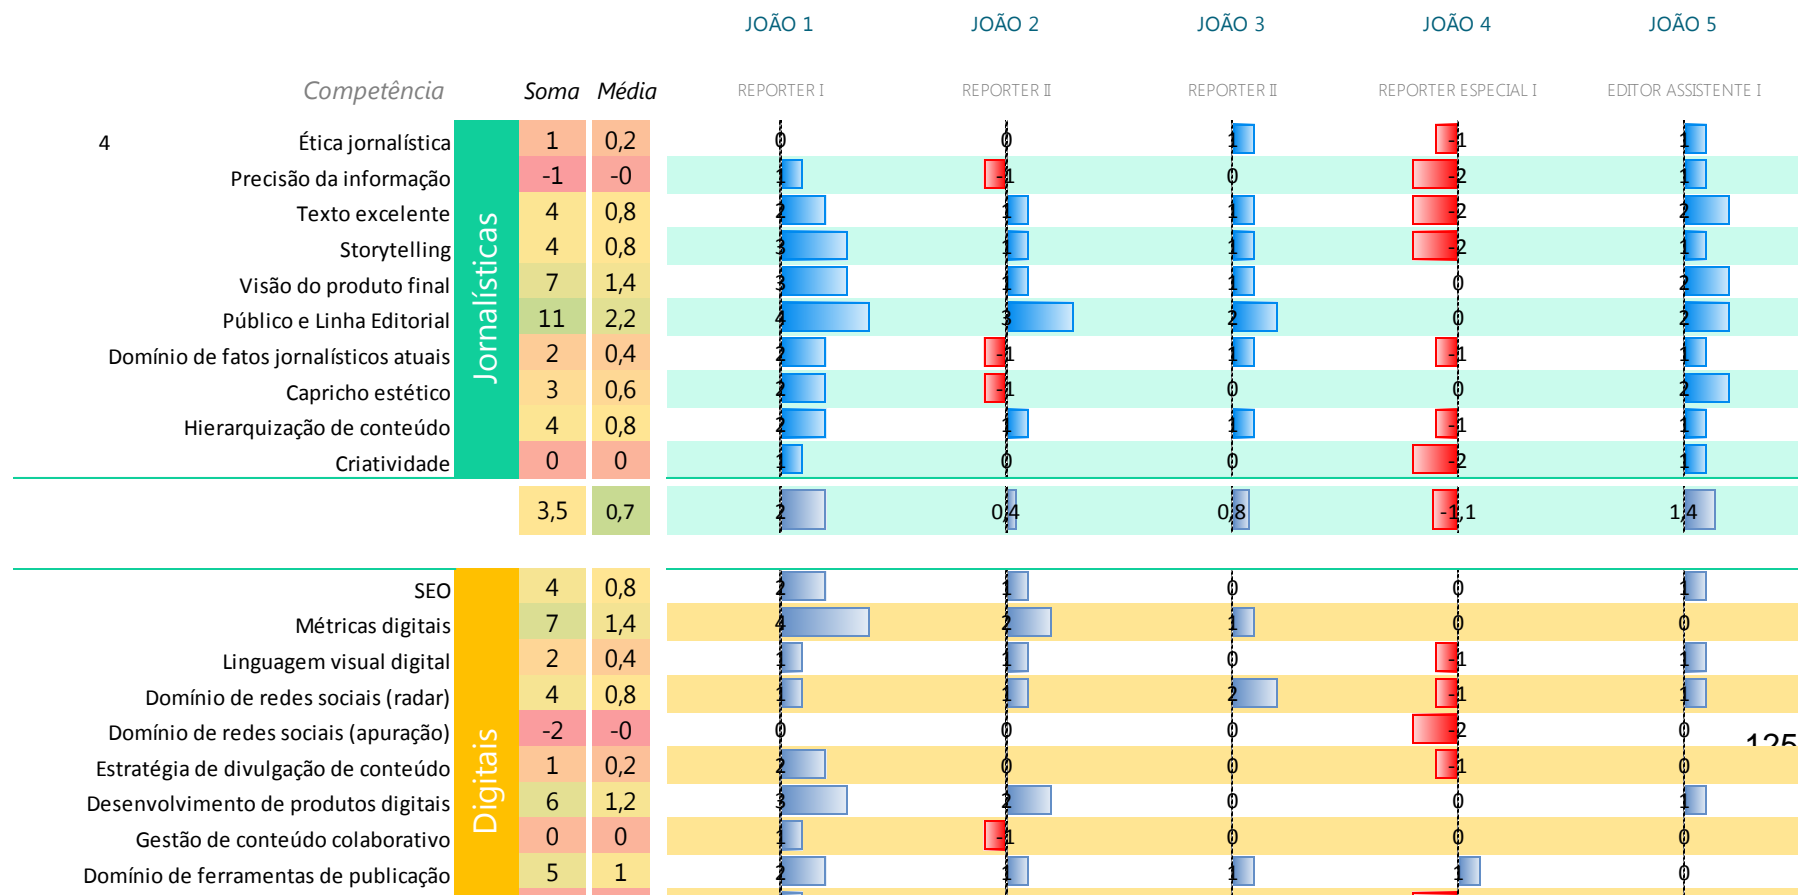 JOÃO 1 JOÃO 2 JOÃO 3 JOÃO 4 JOÃO 5
Competência Soma Média REPORTER I REPORTER II REPORTER II REPORTER ESPECIAL I EDITOR ASSISTENTE I
4 Ética jornalística 1 0,2 0 0 1 -1 1
Precisão da informação -1 -0 1 -1 0 -2 1
Texto excelente 4 0,8 2 1 1 -2 2
Storytelling 4 0,8 3 1 1 -2 1
Visão do produto final 7 1,4 3 1 1 0 2
Público e Linha Editorial 11 2,2 4 3 2 0 2
Domínio de fatos jornalísticos atuais 2 0,4 2 -1 1 -1 1
Capricho estético 3 0,6 2 -1 0 0 2
Hierarquização de conteúdo 4 0,8 2 1 1 -1 1
Criatividade 0 0 1 0 0 -2 1
Jornalísticas
3,5 0,7 2 0,4 0,8 -1,1 1,4
SEO 4 0,8 2 1 0 0 1
Métricas digitais 7 1,4 4 2 1 0 0
Linguagem visual digital 2 0,4 1 1 0 -1 1
Domínio de redes sociais (radar) 4 0,8 1 1 2 -1 1
Domínio de redes sociais (apuração) -2 -0 0 0 0 -2 0
125
Estratégia de divulgação de conteúdo 1 0,2 2 0 0 -1 0
Desenvolvimento de produtos digitais 6 1,2 3 2 0 0 1
Gestão de conteúdo colaborativo 0 0 1 -1 0 0 0
Domínio de ferramentas de publicação 5 1 2 1 1 1 0
Digitais